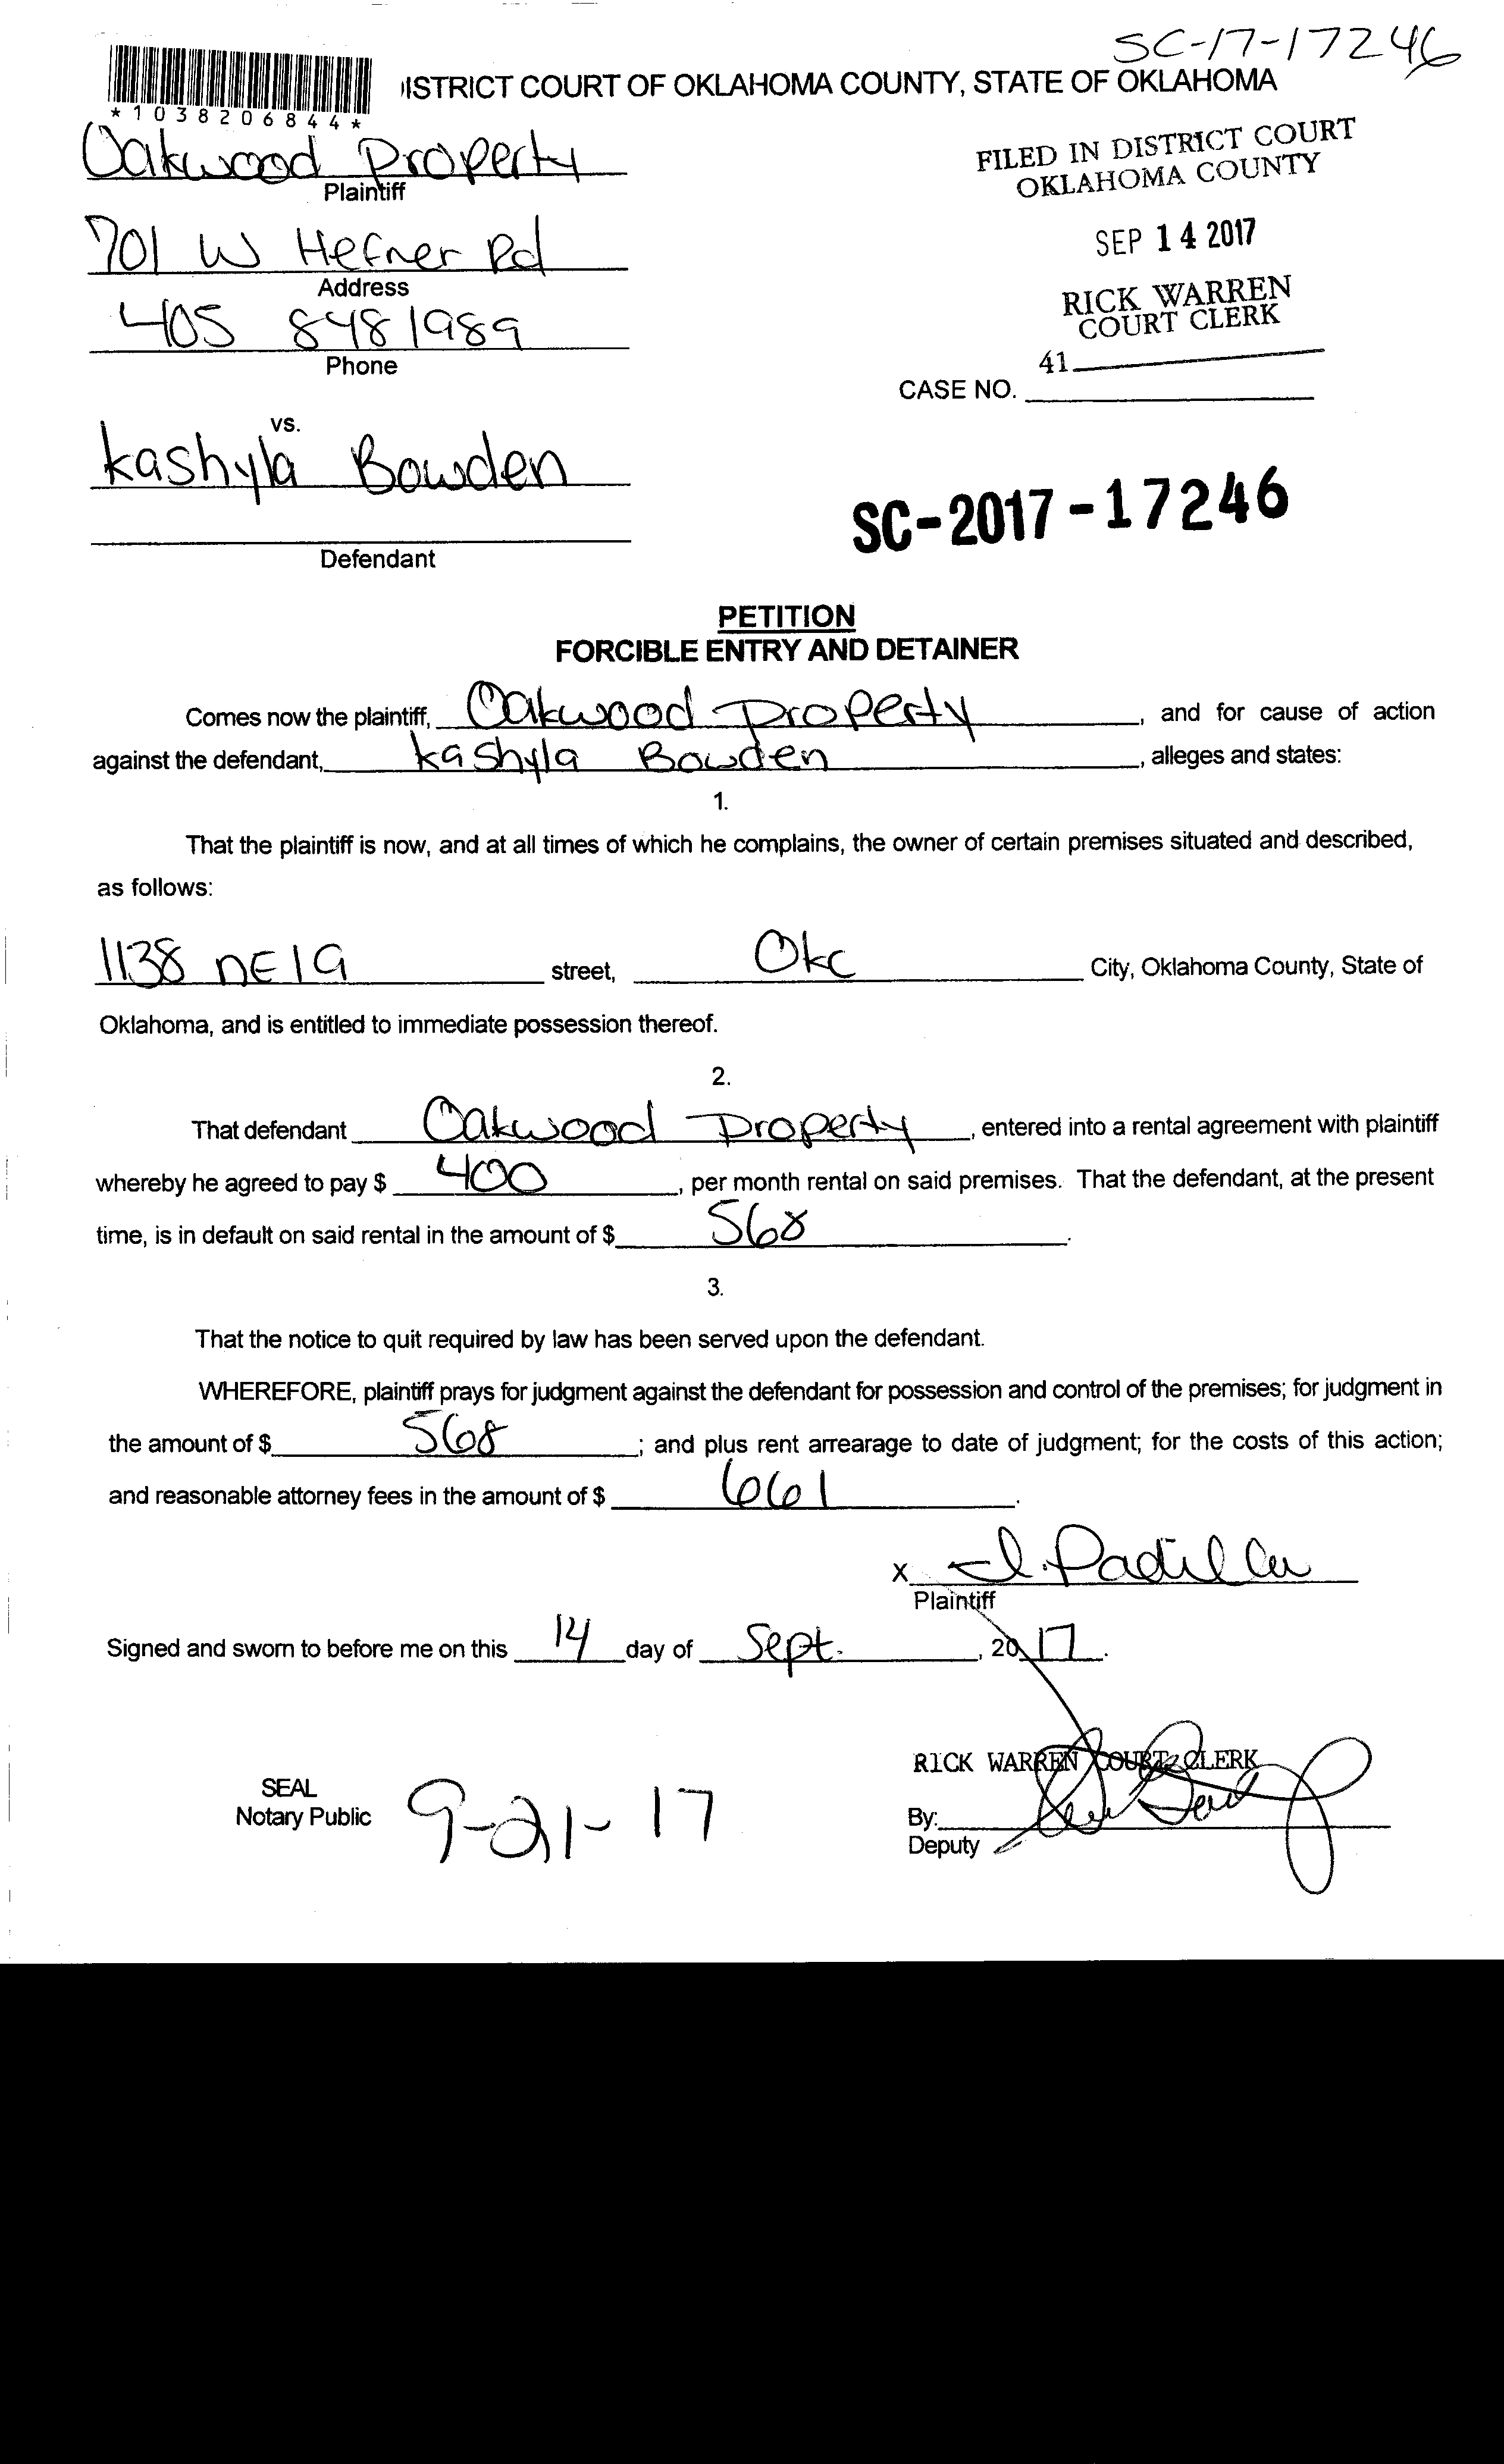 SC-17-17246
ISTRICT COURT OF OKLAHOMA COUNTY, STATE OF OKLAHOMA
*1038206844*
Oakwood Property
Plaintiff
FILED IN DISTRICT COURT
OKLAHOMA COUNTY
701 W Hefner Rd
Address
SEP 14 2017
405 848 1989
Phone
RICK WARREN
COURT CLERK
41
CASE NO.
vs.
kashyla Bowden
Defendant
SC-2017-17246
PETITION
FORCIBLE ENTRY AND DETAINER
Comes now the plaintiff, Oakwood Property, and for cause of action
against the defendant, kashyla Bowden, alleges and states:
1.
That the plaintiff is now, and at all times of which he complains, the owner of certain premises situated and described,
as follows:
1138 NE 19 street, Okc City, Oklahoma County, State of
Oklahoma, and is entitled to immediate possession thereof.
2.
That defendant Oakwood Property, entered into a rental agreement with plaintiff
whereby he agreed to pay $ 400, per month rental on said premises. That the defendant, at the present
time, is in default on said rental in the amount of $ 568.
3.
That the notice to quit required by law has been served upon the defendant.
WHEREFORE, plaintiff prays for judgment against the defendant for possession and control of the premises; for judgment in
the amount of $ 568; and plus rent arrearage to date of judgment; for the costs of this action;
and reasonable attorney fees in the amount of $ 661.
X I. Padilla
Plaintiff
Signed and sworn to before me on this 14 day of Sept., 2017.
RICK WARREN COURT CLERK
SEAL
Notary Public 9-21-17
By:
Deputy